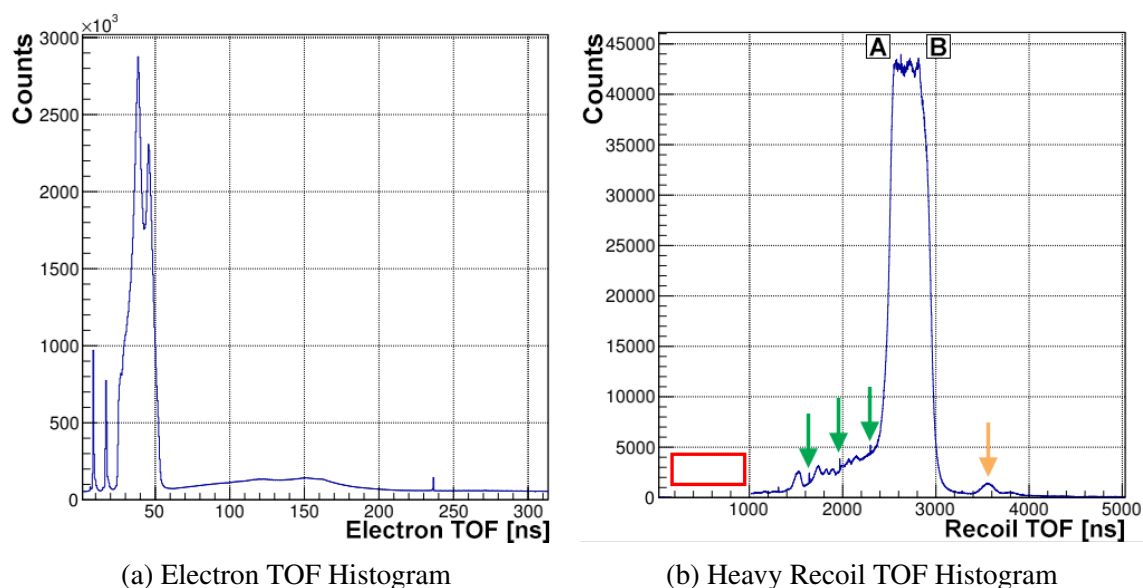 ×10³
Counts
3000
2500
2000
1500
1000
500
0
50 100 150 200 250 300
Electron TOF [ns]
(a) Electron TOF Histogram
Counts
A B
45000
40000
35000
30000
25000
20000
15000
10000
5000
0
1000 2000 3000 4000 5000
Recoil TOF [ns]
(b) Heavy Recoil TOF Histogram